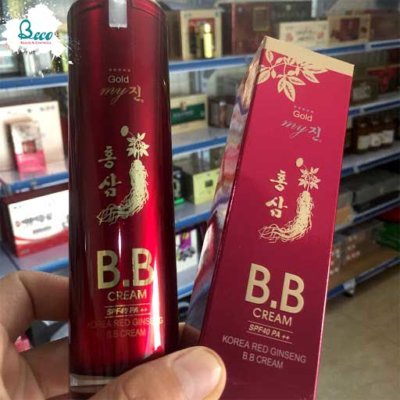 Beco
Gold
my진
홍
삼
B.B
CREAM
SPF40 PA ++
KOREA RED GINSENG
B.B CREAM
Gold
my진
홍
삼
B.B
CREAM
SPF40 PA ++
KOREA RED GINSENG
B.B CREAM